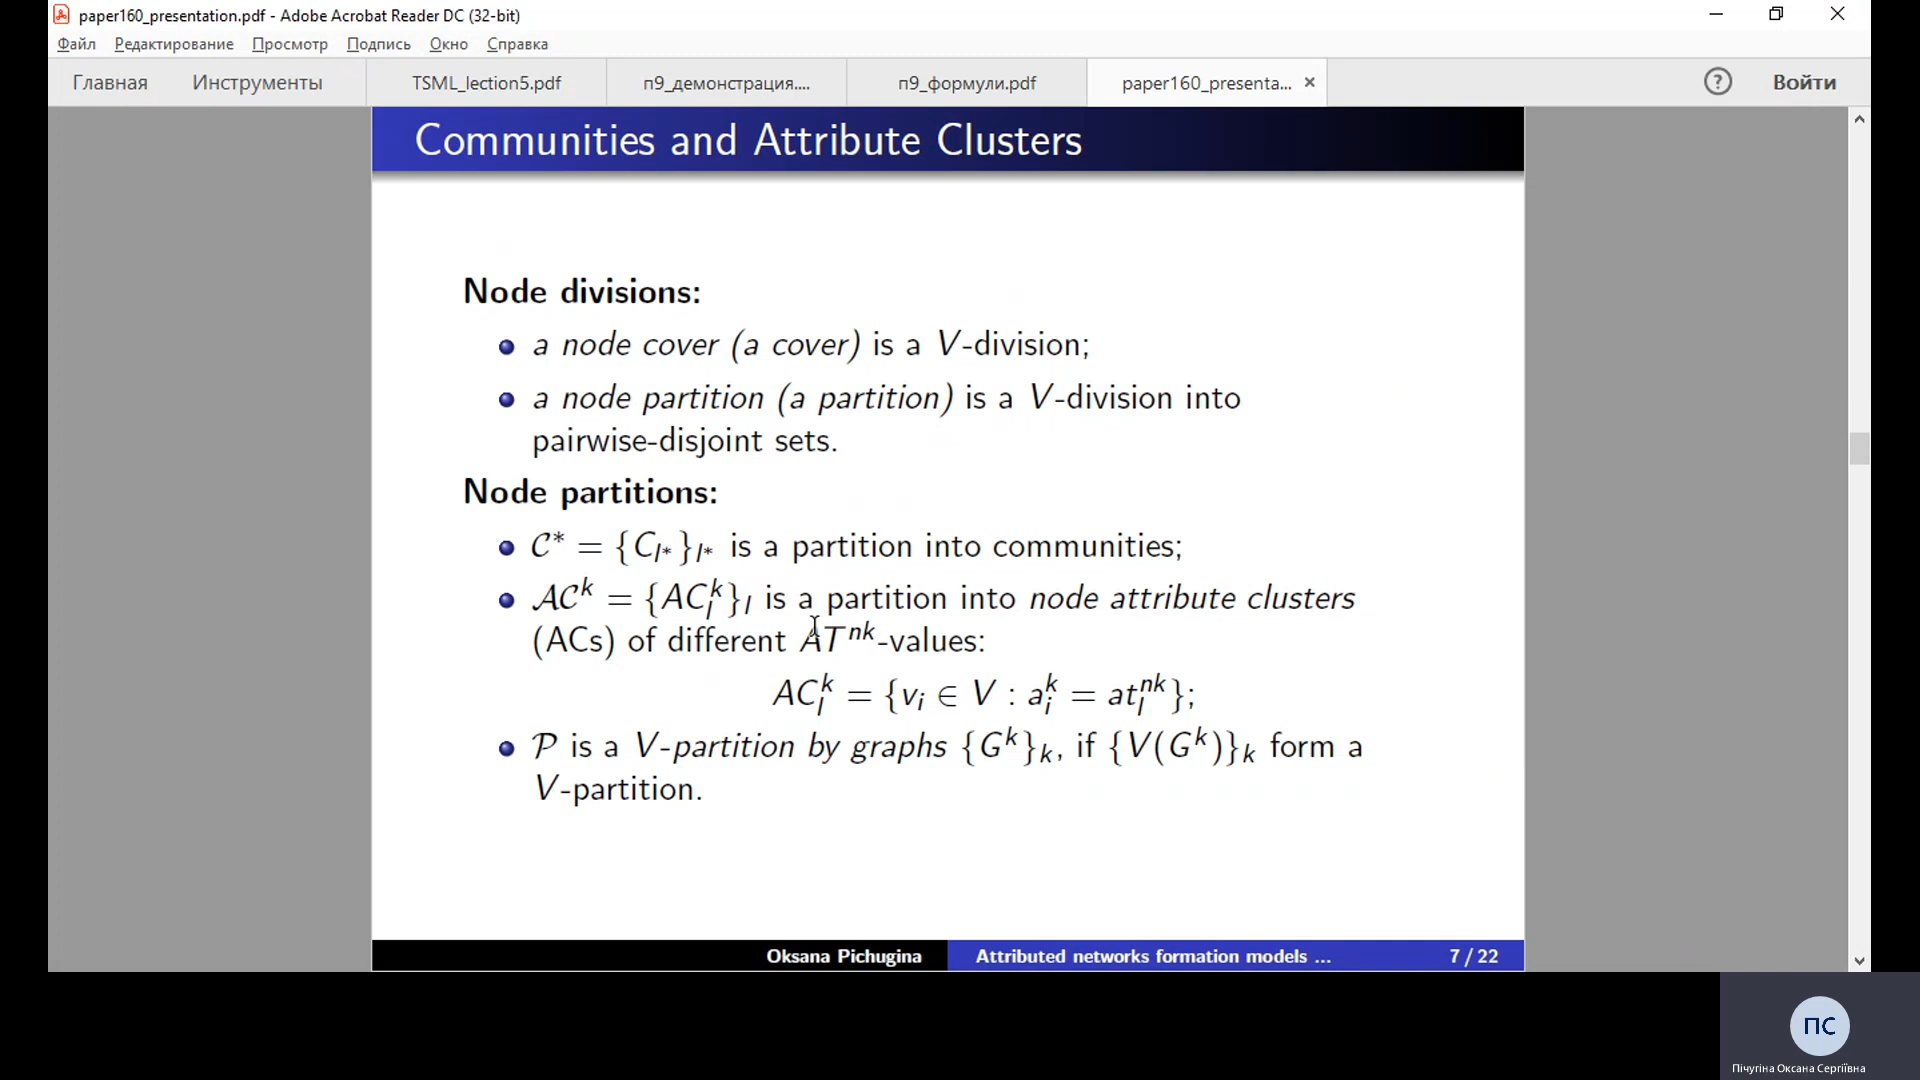 paper160_presentation.pdf - Adobe Acrobat Reader DC (32-bit)
Файл Редактирование Просмотр Подпись Окно Справка
Главная Инструменты TSML_lection5.pdf п9_демонстрация.... п9_формули.pdf paper160_presenta... × ? Войти
Communities and Attribute Clusters
Node divisions:
a node cover (a cover) is a V-division;
a node partition (a partition) is a V-division into
pairwise-disjoint sets.
Node partitions:
𝒞* = {C_{l*}}_{l*} is a partition into communities;
𝒜𝒞^k = {AC_l^k}_l is a partition into node attribute clusters
(ACs) of different AT^{nk}-values:
AC_l^k = {v_i ∈ V : a_i^k = at_l^{nk}};
𝒫 is a V-partition by graphs {G^k}_k, if {V(G^k)}_k form a
V-partition.
Oksana Pichugina Attributed networks formation models ... 7 / 22
ПС
Пічугіна Оксана Сергіївна